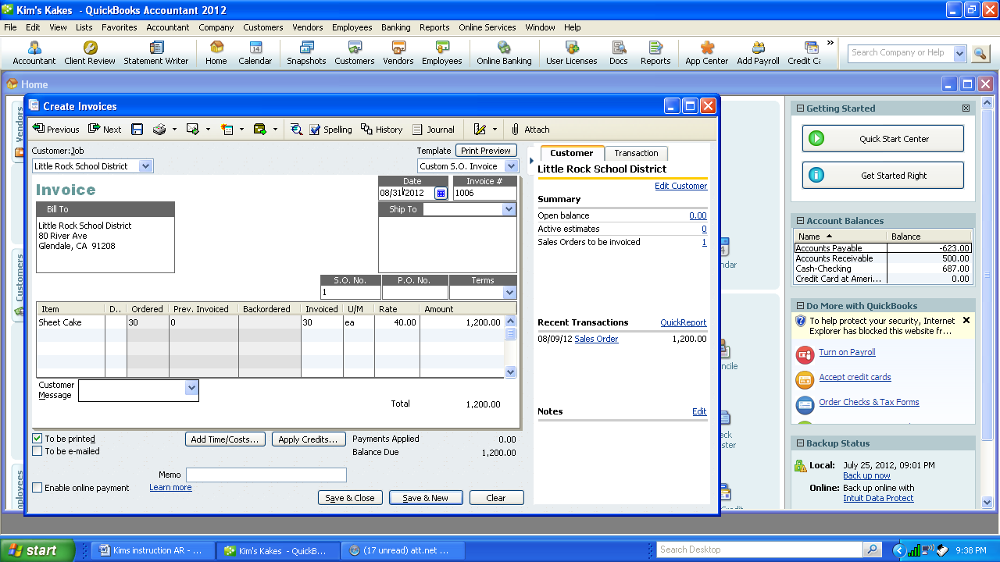 Kim's Kakes - QuickBooks Accountant 2012
File Edit View Lists Favorites Accountant Company Customers Vendors Employees Banking Reports Online Services Window Help
Accountant Client Review Statement Writer Home Calendar Snapshots Customers Vendors Employees Online Banking User Licenses Docs Reports App Center Add Payroll Credit Ca
Search Company or Help
Home
Vendors
Customers
Create Invoices
Previous Next Spelling History Journal Attach
Customer:Job
Little Rock School District
Template Print Preview
Custom S.O. Invoice
Invoice
Date Invoice #
08/31/2012 1006
Bill To
Little Rock School District
80 River Ave
Glendale, CA 91208
Ship To
S.O. No. P.O. No. Terms
1
Item D.. Ordered Prev. Invoiced Backordered Invoiced U/M Rate Amount
Sheet Cake 30 0 30 ea 40.00 1,200.00
Customer
Message
Total 1,200.00
To be printed
To be e-mailed
Add Time/Costs... Apply Credits...
Payments Applied 0.00
Balance Due 1,200.00
Memo
Enable online payment Learn more
Save & Close Save & New Clear
Customer Transaction
Little Rock School District
Edit Customer
Summary
Open balance 0.00
Active estimates 0
Sales Orders to be invoiced 1
Recent Transactions QuickReport
08/09/12 Sales Order 1,200.00
Notes Edit
Getting Started
Quick Start Center
Get Started Right
Account Balances
Name Balance
Accounts Payable -623.00
Accounts Receivable 500.00
Cash-Checking 687.00
Credit Card at Ameri... 0.00
Do More with QuickBooks
To help protect your security, Internet
Explorer has blocked this website fr...
Turn on Payroll
Accept credit cards
Order Checks & Tax Forms
Backup Status
Local: July 25, 2012, 09:01 PM
Back up now
Online: Back up online with
Intuit Data Protect
start
Kims instruction AR - ...
Kim's Kakes - QuickB...
(17 unread) att.net ...
Search Desktop
9:38 PM